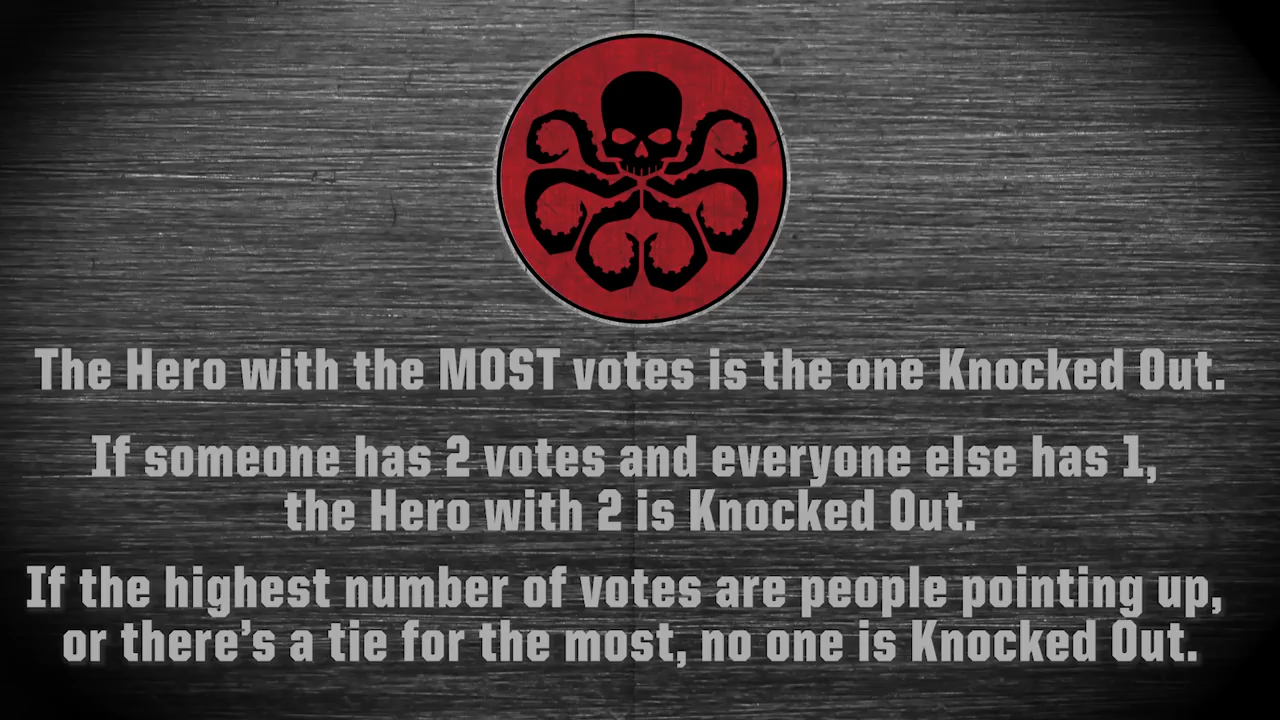 The Hero with the MOST votes is the one Knocked Out.
If someone has 2 votes and everyone else has 1,
the Hero with 2 is Knocked Out.
If the highest number of votes are people pointing up,
or there’s a tie for the most, no one is Knocked Out.